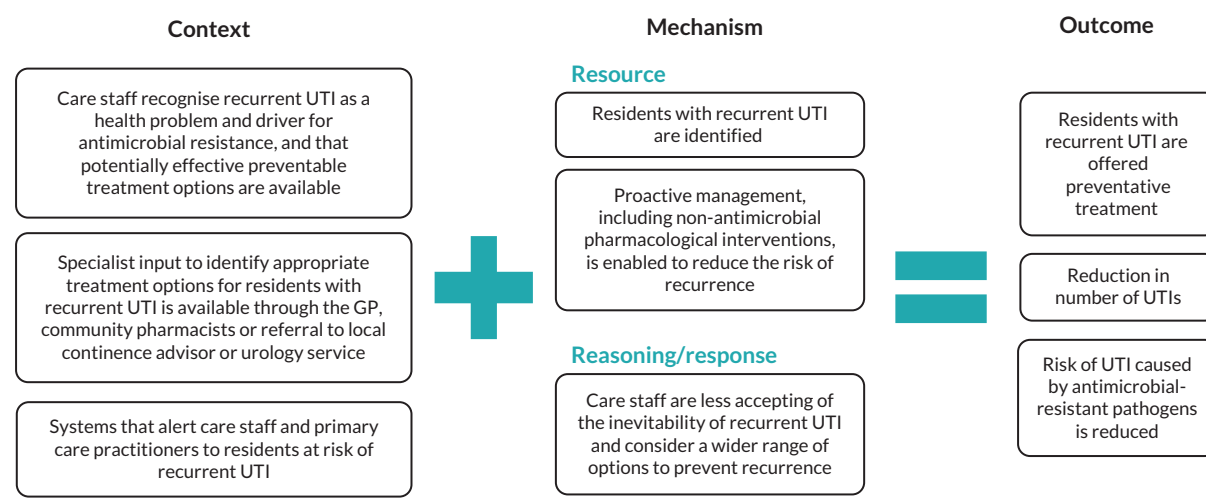 Context
Care staff recognise recurrent UTI as a
health problem and driver for
antimicrobial resistance, and that
potentially effective preventable
treatment options are available
Specialist input to identify appropriate
treatment options for residents with
recurrent UTI is available through the GP,
community pharmacists or referral to local
continence advisor or urology service
Systems that alert care staff and primary
care practitioners to residents at risk of
recurrent UTI
Mechanism
Resource
Residents with recurrent UTI
are identified
Proactive management,
including non-antimicrobial
pharmacological interventions,
is enabled to reduce the risk of
recurrence
Reasoning/response
Care staff are less accepting of
the inevitability of recurrent UTI
and consider a wider range of
options to prevent recurrence
Outcome
Residents with
recurrent UTI are
offered
preventative
treatment
Reduction in
number of UTIs
Risk of UTI caused
by antimicrobial-
resistant pathogens
is reduced